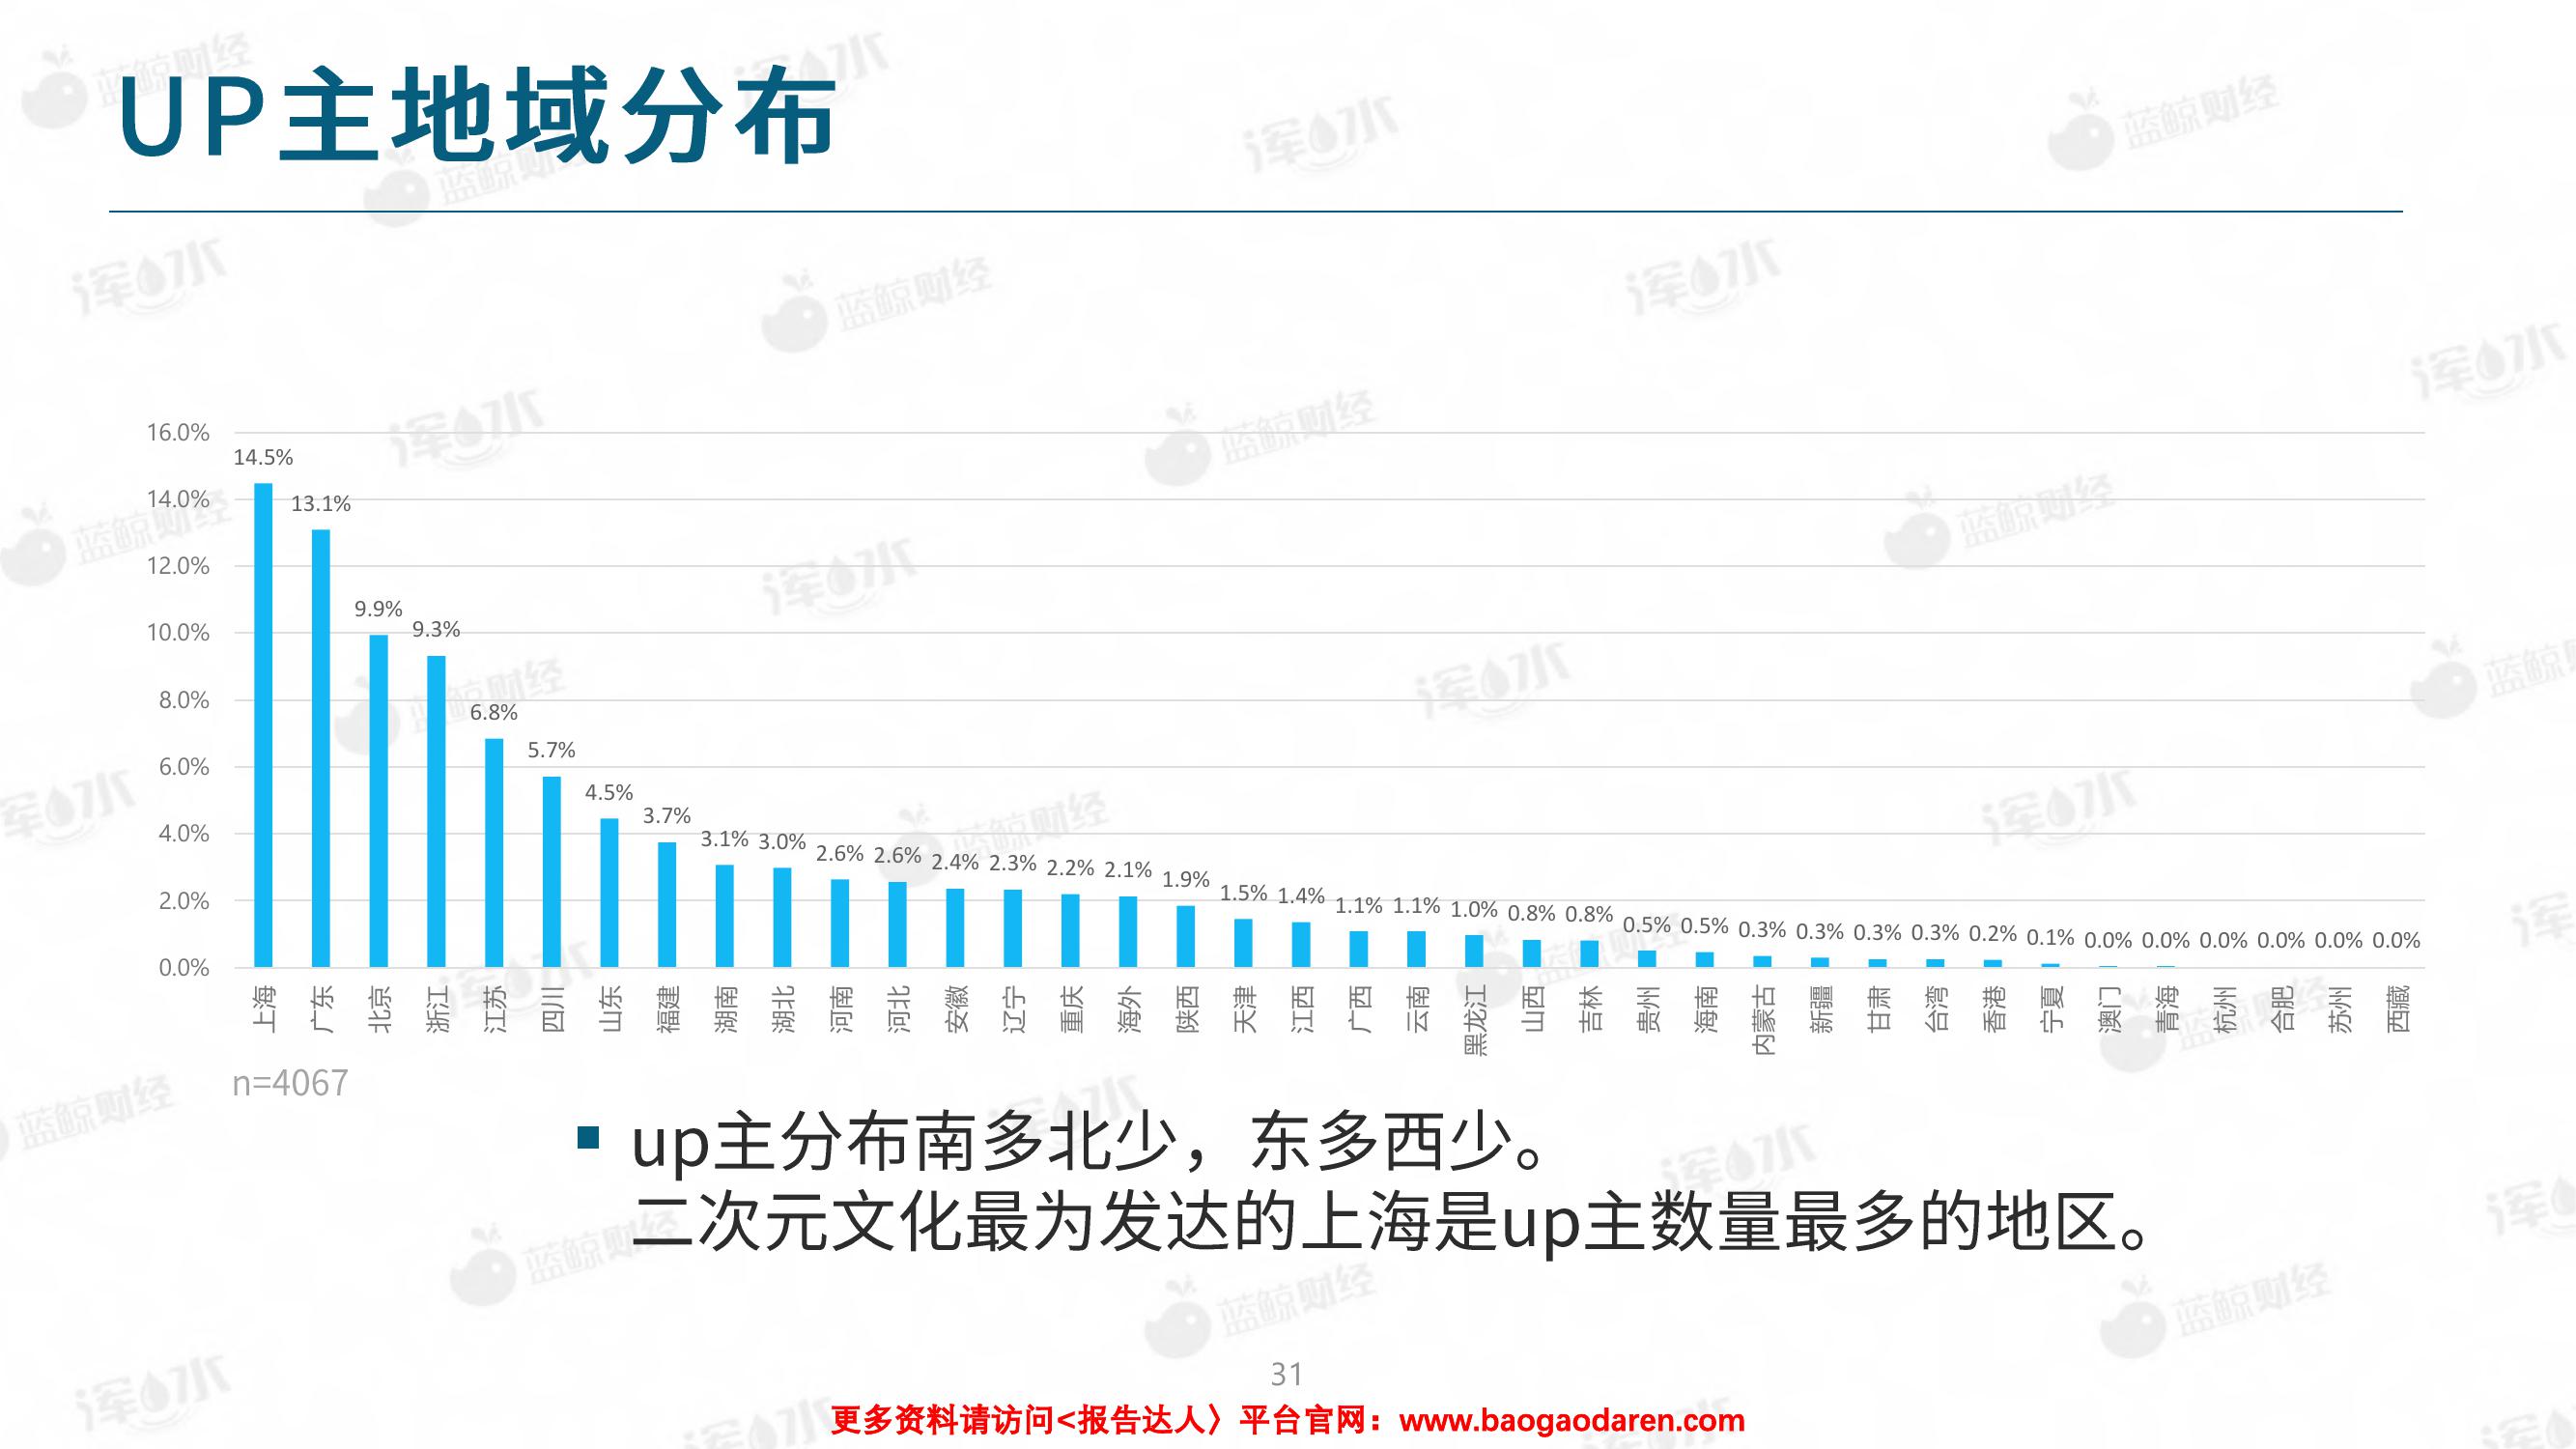 UP主地域分布
16.0%
14.0%
12.0%
10.0%
8.0%
6.0%
4.0%
2.0%
0.0%
14.5% 13.1% 9.9% 9.3% 6.8% 5.7% 4.5% 3.7% 3.1% 3.0% 2.6% 2.6% 2.4% 2.3% 2.2% 2.1% 1.9% 1.5% 1.4% 1.1% 1.1% 1.0% 0.8% 0.8% 0.5% 0.5% 0.3% 0.3% 0.3% 0.3% 0.2% 0.1% 0.0% 0.0% 0.0% 0.0% 0.0% 0.0%
上海 广东 北京 浙江 江苏 四川 山东 福建 湖南 湖北 河南 河北 安徽 辽宁 重庆 海外 陕西 天津 江西 广西 云南 黑龙江 山西 吉林 贵州 海南 内蒙古 新疆 甘肃 台湾 香港 宁夏 澳门 青海 杭州 合肥 苏州 西藏
n=4067
up主分布南多北少，东多西少。
二次元文化最为发达的上海是up主数量最多的地区。
31
更多资料请访问<报告达人〉平台官网：www.baogaodaren.com
蓝鲸财经
浑水